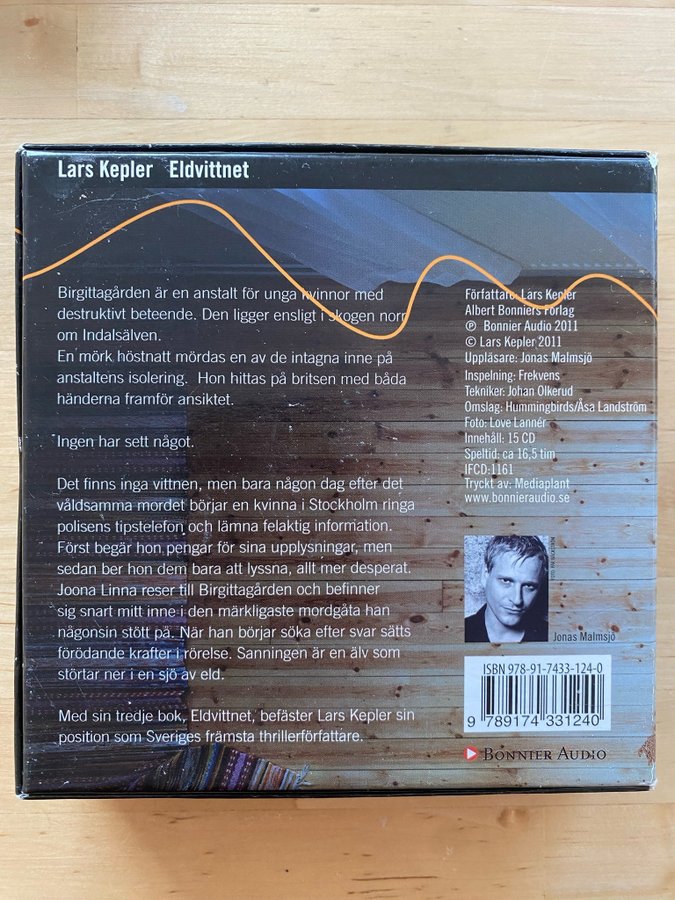 Lars Kepler Eldvittnet
Birgittagården är en anstalt för unga kvinnor med
destruktivt beteende. Den ligger ensligt i skogen norr
om Indalsälven.
En mörk höstnatt mördas en av de intagna inne på
anstaltens isolering. Hon hittas på britsen med båda
händerna framför ansiktet.
Ingen har sett något.
Det finns inga vittnen, men bara någon dag efter det
våldsamma mordet börjar en kvinna i Stockholm ringa
polisens tipstelefon och lämna felaktig information.
Först begär hon pengar för sina upplysningar, men
sedan ber hon dem bara att lyssna, allt mer desperat.
Joona Linna reser till Birgittagården och befinner
sig snart mitt inne i den märkligaste mordgåta han
någonsin stött på. När han börjar söka efter svar sätts
förödande krafter i rörelse. Sanningen är en älv som
störtar ner i en sjö av eld.
Med sin tredje bok, Eldvittnet, befäster Lars Kepler sin
position som Sveriges främsta thrillerförfattare.
Författare: Lars Kepler
Albert Bonniers Förlag
℗ Bonnier Audio 2011
© Lars Kepler 2011
Uppläsare: Jonas Malmsjö
Inspelning: Frekvens
Tekniker: Johan Olkerud
Omslag: Hummingbirds/Åsa Landström
Foto: Love Lannér
Innehåll: 15 CD
Speltid: ca 16,5 tim
IFCD:1161
Tryckt av: Mediaplant
www.bonnieraudio.se
Jonas Malmsjö
ISBN 978-91-7433-124-0
9 789174 331240
BONNIER AUDIO